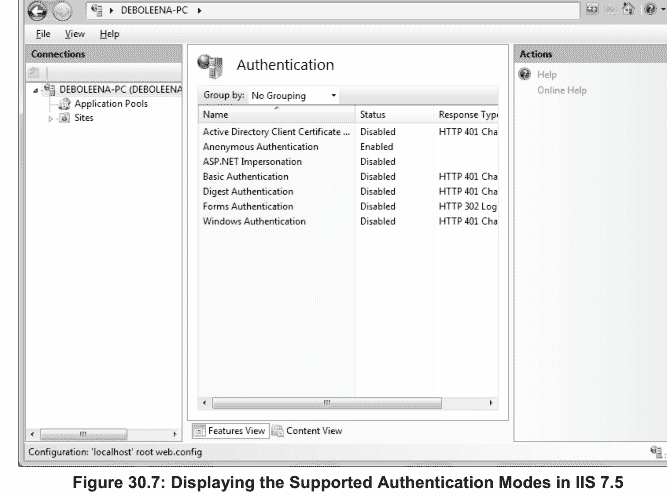 DEBOLEENA-PC
File View Help
Connections
DEBOLEENA-PC (DEBOLEENA
Application Pools
Sites
Authentication
Group by: No Grouping
Name Status Response Type
Active Directory Client Certificate ... Disabled HTTP 401 Cha
Anonymous Authentication Enabled
ASP.NET Impersonation Disabled
Basic Authentication Disabled HTTP 401 Cha
Digest Authentication Disabled HTTP 401 Cha
Forms Authentication Disabled HTTP 302 Log
Windows Authentication Disabled HTTP 401 Cha
Features View Content View
Actions
Help
Online Help
Configuration: 'localhost' root web.config
Figure 30.7: Displaying the Supported Authentication Modes in IIS 7.5